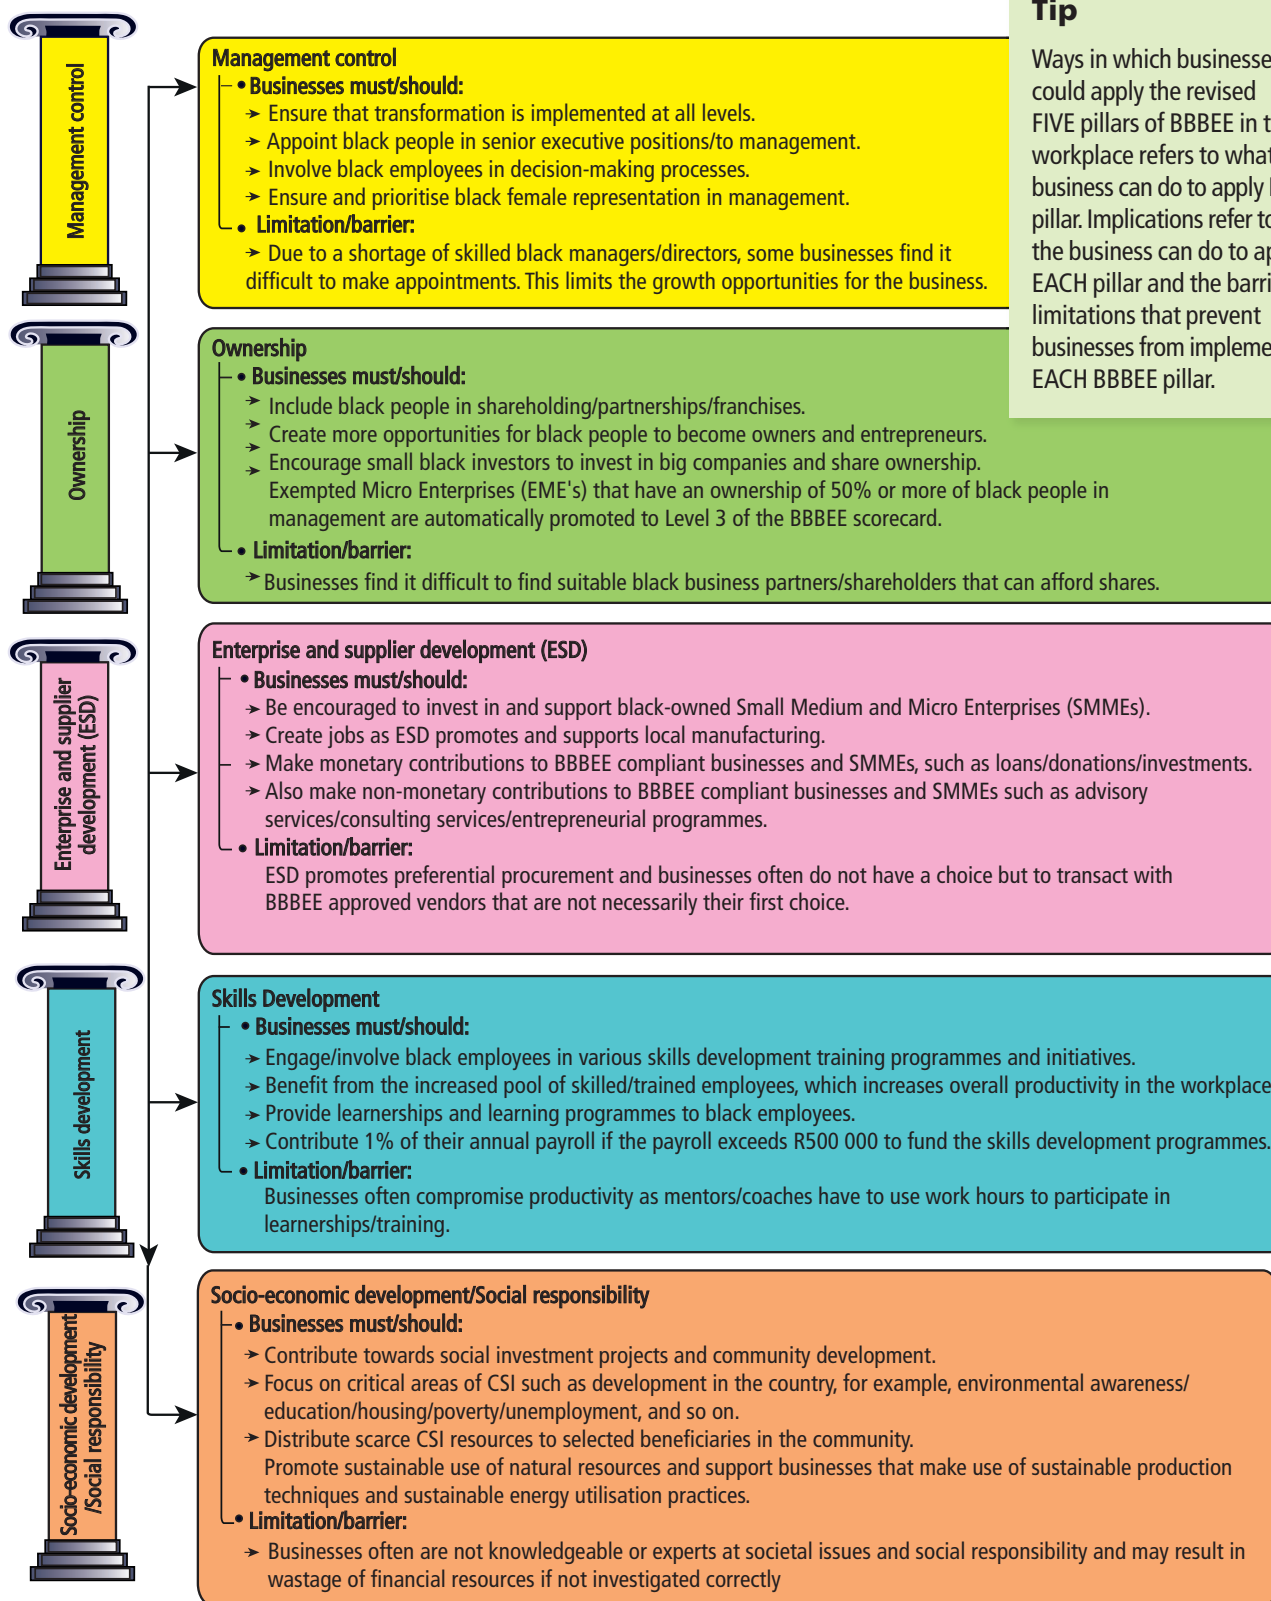 Management control
Management control
• Businesses must/should:
➔ Ensure that transformation is implemented at all levels.
➔ Appoint black people in senior executive positions/to management.
➔ Involve black employees in decision-making processes.
➔ Ensure and prioritise black female representation in management.
• Limitation/barrier:
➔ Due to a shortage of skilled black managers/directors, some businesses find it
difficult to make appointments. This limits the growth opportunities for the business.
Tip
Ways in which businesse
could apply the revised
FIVE pillars of BBBEE in t
workplace refers to what
business can do to apply
pillar. Implications refer to
the business can do to ap
EACH pillar and the barri
limitations that prevent
businesses from impleme
EACH BBBEE pillar.
Ownership
Ownership
• Businesses must/should:
➔ Include black people in shareholding/partnerships/franchises.
➔ Create more opportunities for black people to become owners and entrepreneurs.
➔ Encourage small black investors to invest in big companies and share ownership.
➔ Exempted Micro Enterprises (EME's) that have an ownership of 50% or more of black people in
management are automatically promoted to Level 3 of the BBBEE scorecard.
• Limitation/barrier:
➔ Businesses find it difficult to find suitable black business partners/shareholders that can afford shares.
Enterprise and supplier
development (ESD)
Enterprise and supplier development (ESD)
• Businesses must/should:
➔ Be encouraged to invest in and support black-owned Small Medium and Micro Enterprises (SMMEs).
➔ Create jobs as ESD promotes and supports local manufacturing.
➔ Make monetary contributions to BBBEE compliant businesses and SMMEs, such as loans/donations/investments.
➔ Also make non-monetary contributions to BBBEE compliant businesses and SMMEs such as advisory
services/consulting services/entrepreneurial programmes.
• Limitation/barrier:
ESD promotes preferential procurement and businesses often do not have a choice but to transact with
BBBEE approved vendors that are not necessarily their first choice.
Skills development
Skills Development
• Businesses must/should:
➔ Engage/involve black employees in various skills development training programmes and initiatives.
➔ Benefit from the increased pool of skilled/trained employees, which increases overall productivity in the workplace
➔ Provide learnerships and learning programmes to black employees.
➔ Contribute 1% of their annual payroll if the payroll exceeds R500 000 to fund the skills development programmes.
• Limitation/barrier:
Businesses often compromise productivity as mentors/coaches have to use work hours to participate in
learnerships/training.
Socio-economic development
/Social responsibility
Socio-economic development/Social responsibility
• Businesses must/should:
➔ Contribute towards social investment projects and community development.
➔ Focus on critical areas of CSI such as development in the country, for example, environmental awareness/
education/housing/poverty/unemployment, and so on.
➔ Distribute scarce CSI resources to selected beneficiaries in the community.
Promote sustainable use of natural resources and support businesses that make use of sustainable production
techniques and sustainable energy utilisation practices.
• Limitation/barrier:
➔ Businesses often are not knowledgeable or experts at societal issues and social responsibility and may result in
wastage of financial resources if not investigated correctly